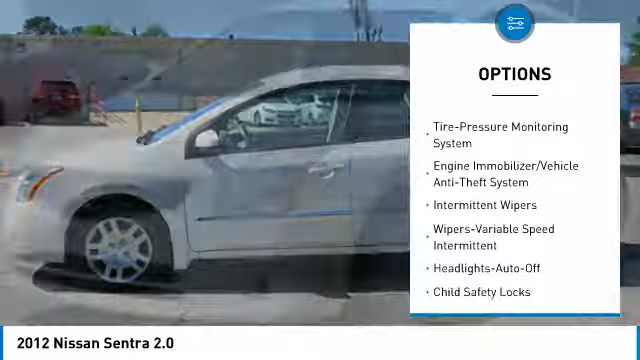 OPTIONS
Tire-Pressure Monitoring
System
Engine Immobilizer/Vehicle
Anti-Theft System
Intermittent Wipers
Wipers-Variable Speed
Intermittent
Headlights-Auto-Off
Child Safety Locks
2012 Nissan Sentra 2.0